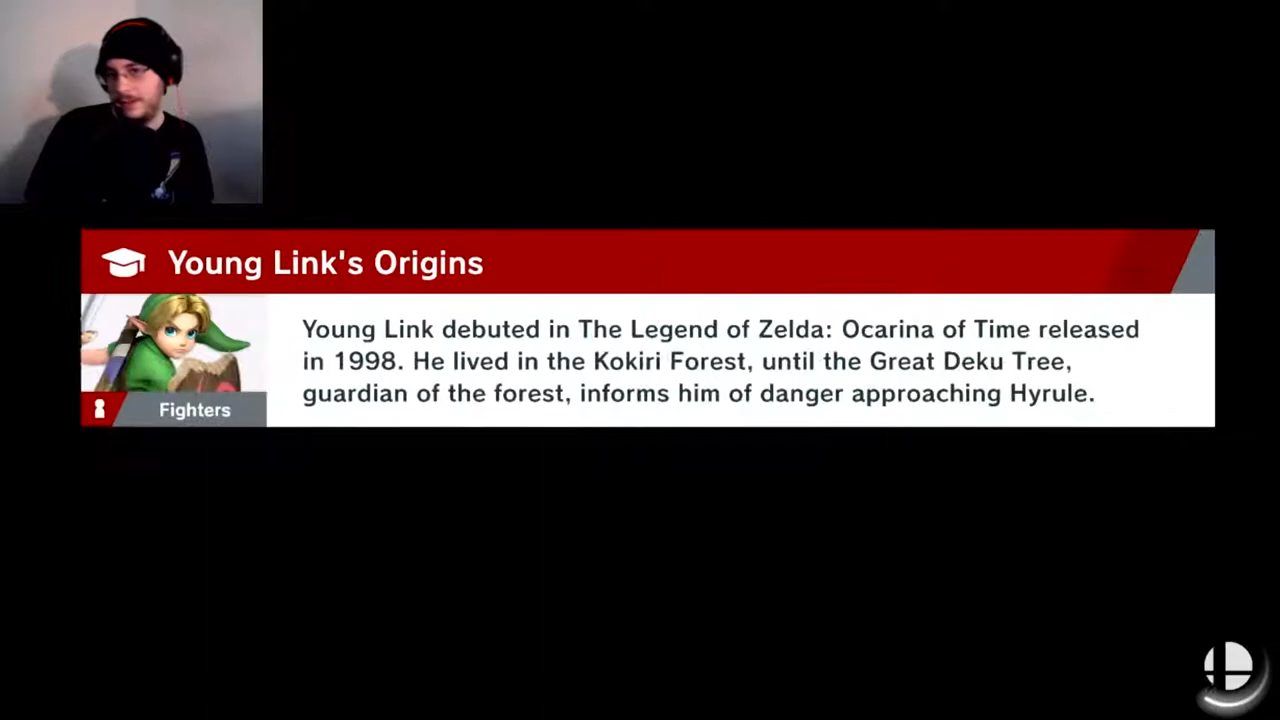 Young Link's Origins
Young Link debuted in The Legend of Zelda: Ocarina of Time released
in 1998. He lived in the Kokiri Forest, until the Great Deku Tree,
guardian of the forest, informs him of danger approaching Hyrule.
Fighters